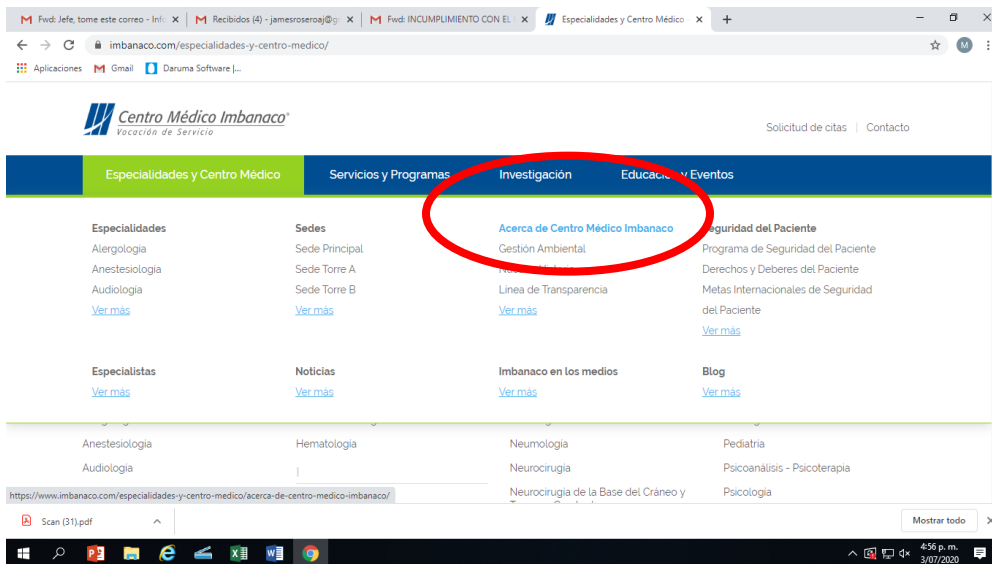 Fwd: Jefe, tome este correo - Info
Recibidos (4) - jamesroseroaj@g
Fwd: INCUMPLIMIENTO CON EL
Especialidades y Centro Médico
imbanaco.com/especialidades-y-centro-medico/
M
Aplicaciones Gmail Daruma Software |...
Centro Médico Imbanaco®
Vocación de Servicio
Solicitud de citas | Contacto
Especialidades y Centro Médico Servicios y Programas Investigación Educación y Eventos
Especialidades Sedes Acerca de Centro Médico Imbanaco Seguridad del Paciente
Alergología Sede Principal Gestión Ambiental Programa de Seguridad del Paciente
Anestesiología Sede Torre A Derechos y Deberes del Paciente
Audiología Sede Torre B Línea de Transparencia Metas Internacionales de Seguridad
Ver más Ver más Ver más del Paciente
Ver más
Especialistas Noticias Imbanaco en los medios Blog
Ver más Ver más Ver más Ver más
Anestesiología Hematología Neumología Pediatría
Audiología Neurocirugía Psicoanálisis - Psicoterapia
Neurocirugía de la Base del Cráneo y Psicología
https://www.imbanaco.com/especialidades-y-centro-medico/acerca-de-centro-medico-imbanaco/
Scan (31).pdf Mostrar todo
4:56 p. m.
3/07/2020